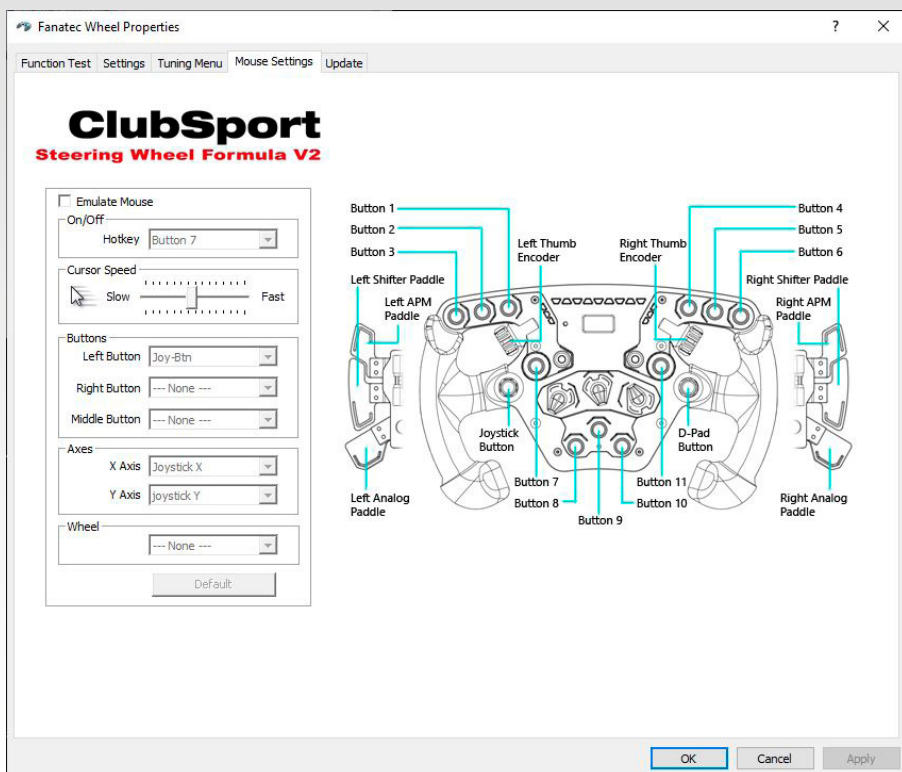 Fanatec Wheel Properties
?
Function Test Settings Tuning Menu Mouse Settings Update
ClubSport
Steering Wheel Formula V2
Emulate Mouse
On/Off
Hotkey Button 7
Cursor Speed
Slow Fast
Buttons
Left Button Joy-Btn
Right Button --- None ---
Middle Button --- None ---
Axes
X Axis Joystick X
Y Axis joystick Y
Wheel
--- None ---
Default
Button 1
Button 2
Button 3
Left Thumb
Encoder
Right Thumb
Encoder
Button 4
Button 5
Button 6
Left Shifter Paddle
Left APM
Paddle
Right Shifter Paddle
Right APM
Paddle
Joystick
Button
D-Pad
Button
Left Analog
Paddle
Button 7
Button 8
Button 9
Button 11
Button 10
Right Analog
Paddle
OK Cancel Apply